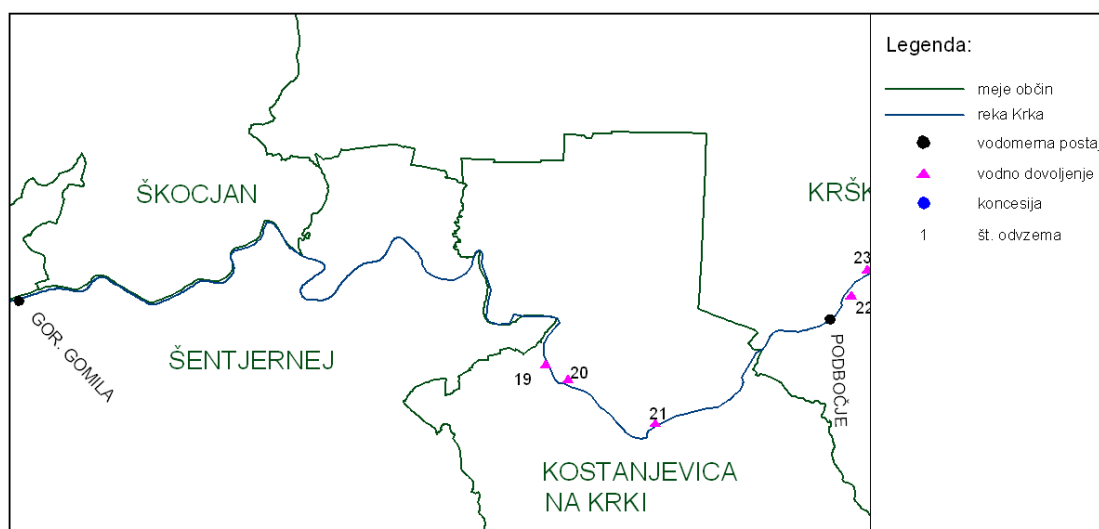 ŠKOCJAN
KRŠK
23
22
GOR. GOMILA
ŠENTJERNEJ
PODBOČJE
19
20
21
KOSTANJEVICA
NA KRKI
Legenda:
meje občin
reka Krka
vodomerna postaj
vodno dovoljenje
koncesija
1 št. odvzema